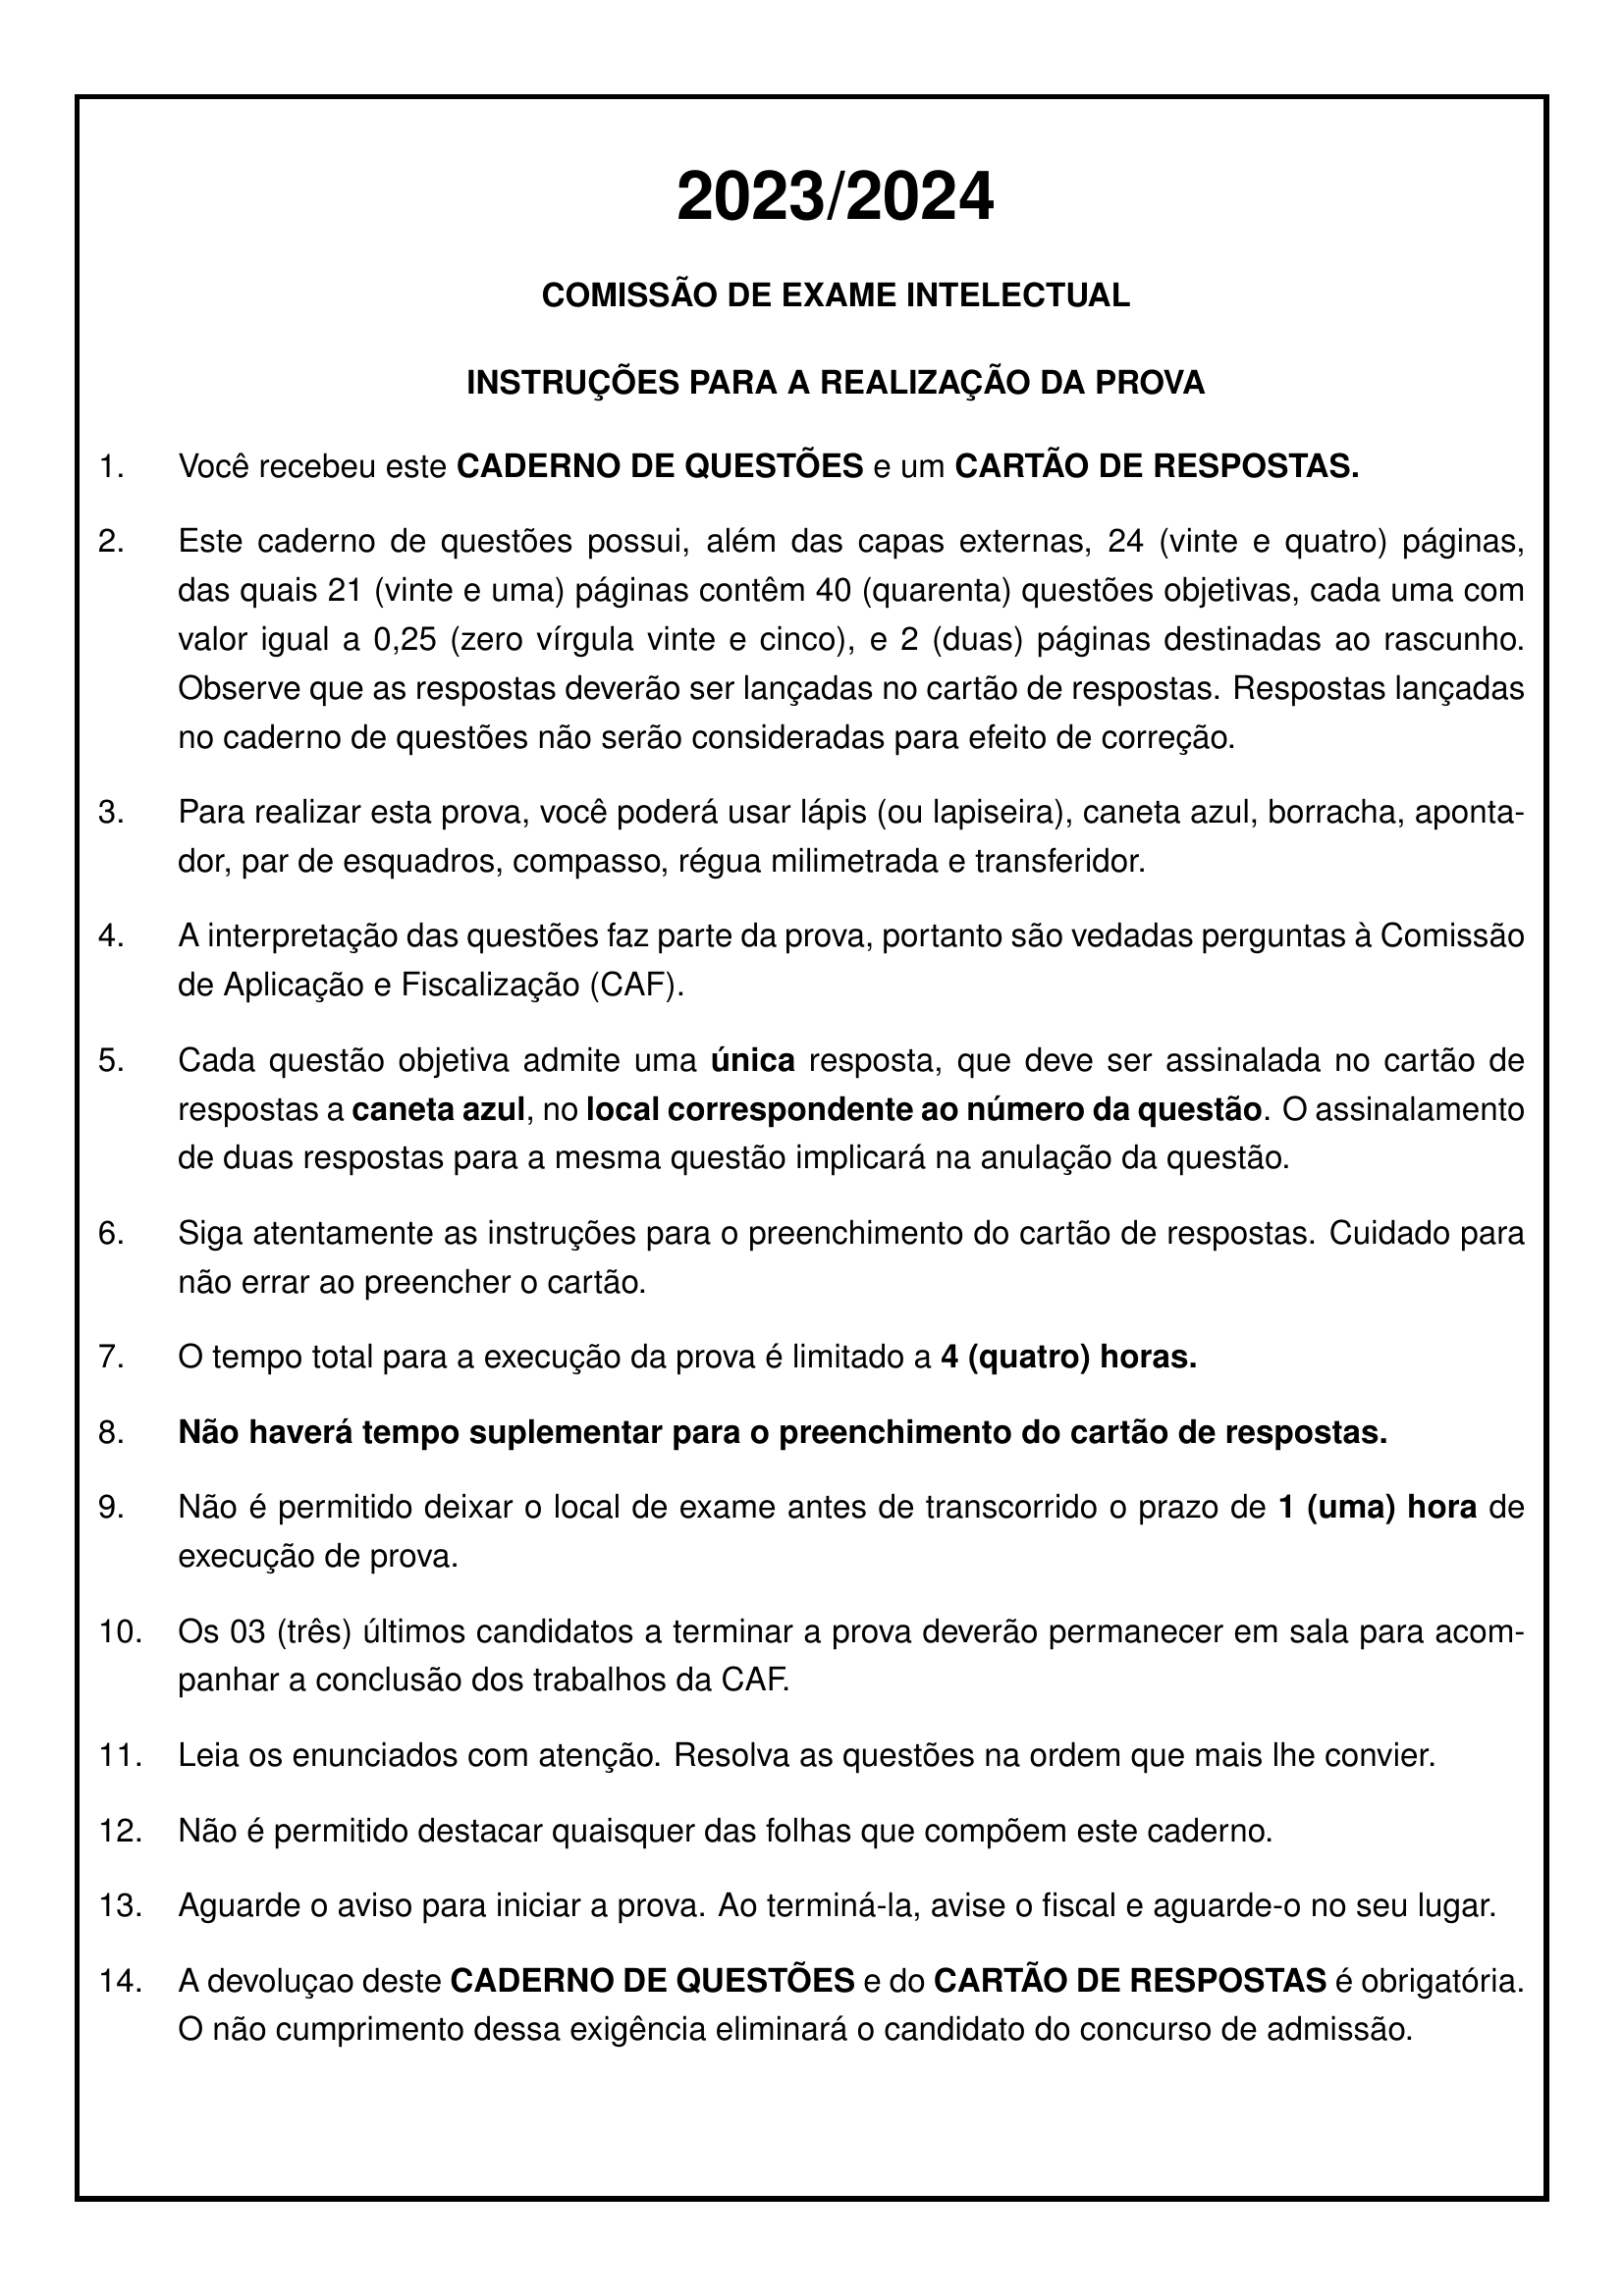 2023/2024
COMISSÃO DE EXAME INTELECTUAL
INSTRUÇÕES PARA A REALIZAÇÃO DA PROVA
1. Você recebeu este CADERNO DE QUESTÕES e um CARTÃO DE RESPOSTAS.
2. Este caderno de questões possui, além das capas externas, 24 (vinte e quatro) páginas,
das quais 21 (vinte e uma) páginas contêm 40 (quarenta) questões objetivas, cada uma com
valor igual a 0,25 (zero vírgula vinte e cinco), e 2 (duas) páginas destinadas ao rascunho.
Observe que as respostas deverão ser lançadas no cartão de respostas. Respostas lançadas
no caderno de questões não serão consideradas para efeito de correção.
3. Para realizar esta prova, você poderá usar lápis (ou lapiseira), caneta azul, borracha, aponta-
dor, par de esquadros, compasso, régua milimetrada e transferidor.
4. A interpretação das questões faz parte da prova, portanto são vedadas perguntas à Comissão
de Aplicação e Fiscalização (CAF).
5. Cada questão objetiva admite uma única resposta, que deve ser assinalada no cartão de
respostas a caneta azul, no local correspondente ao número da questão. O assinalamento
de duas respostas para a mesma questão implicará na anulação da questão.
6. Siga atentamente as instruções para o preenchimento do cartão de respostas. Cuidado para
não errar ao preencher o cartão.
7. O tempo total para a execução da prova é limitado a 4 (quatro) horas.
8. Não haverá tempo suplementar para o preenchimento do cartão de respostas.
9. Não é permitido deixar o local de exame antes de transcorrido o prazo de 1 (uma) hora de
execução de prova.
10. Os 03 (três) últimos candidatos a terminar a prova deverão permanecer em sala para acom-
panhar a conclusão dos trabalhos da CAF.
11. Leia os enunciados com atenção. Resolva as questões na ordem que mais lhe convier.
12. Não é permitido destacar quaisquer das folhas que compõem este caderno.
13. Aguarde o aviso para iniciar a prova. Ao terminá-la, avise o fiscal e aguarde-o no seu lugar.
14. A devoluçao deste CADERNO DE QUESTÕES e do CARTÃO DE RESPOSTAS é obrigatória.
O não cumprimento dessa exigência eliminará o candidato do concurso de admissão.